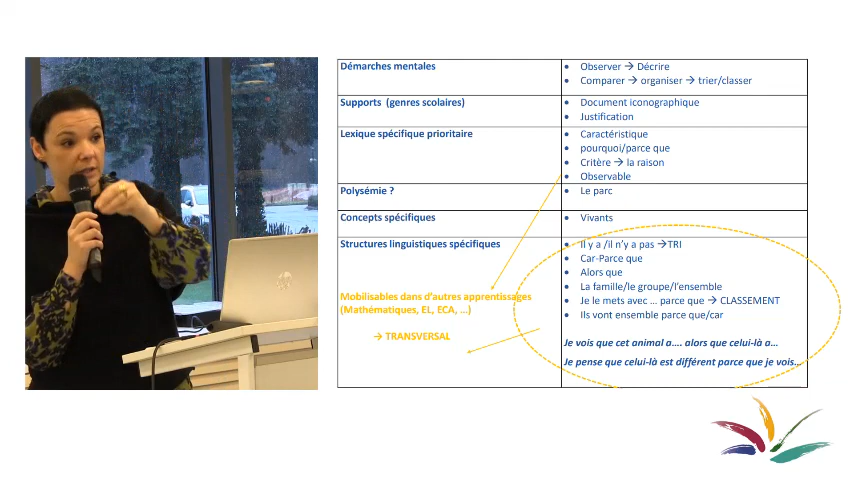 Démarches mentales
• Observer → Décrire
• Comparer → organiser → trier/classer
Supports (genres scolaires)
• Document iconographique
• Justification
Lexique spécifique prioritaire
• Caractéristique
• pourquoi/parce que
• Critère → la raison
• Observable
Polysémie ?
• Le parc
Concepts spécifiques
• Vivants
Structures linguistiques spécifiques
• Il y a /il n’y a pas →TRI
• Car-Parce que
• Alors que
• La famille/le groupe/l’ensemble
• Je le mets avec … parce que → CLASSEMENT
• Ils vont ensemble parce que/car
Je vois que cet animal a…. alors que celui-là a…
Je pense que celui-là est différent parce que je vois…
Mobilisables dans d’autres apprentissages
(Mathématiques, EL, ECA, …)
→ TRANSVERSAL